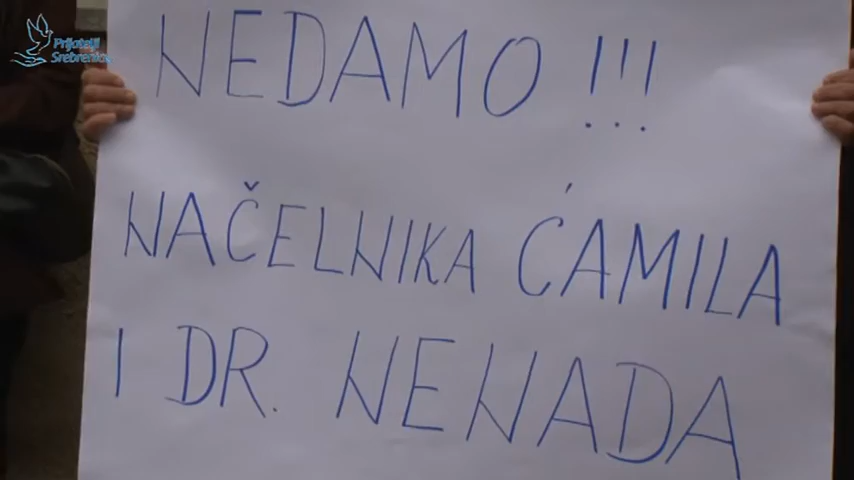 Prijatelji
Srebrenice
NEDAMO !!!
NAČELNIKA ĆAMILA
I DR. NENADA